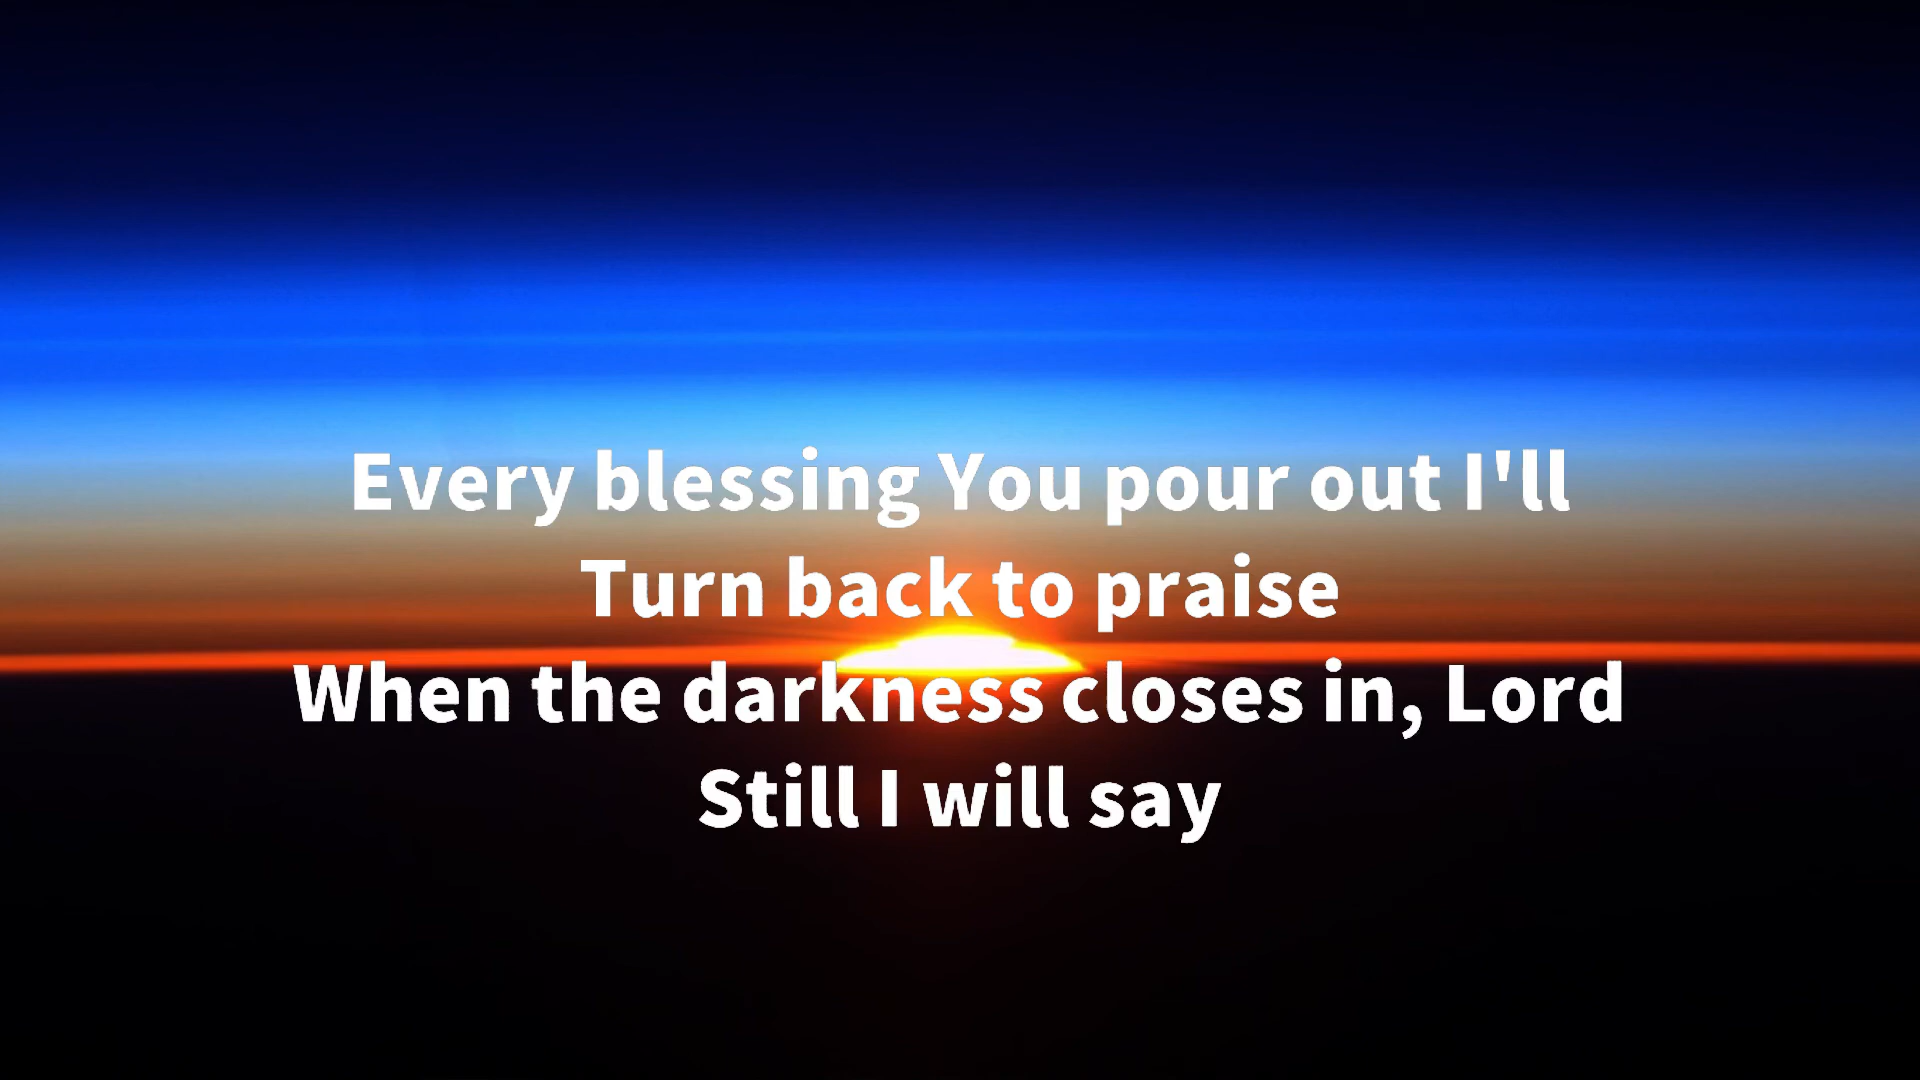 Every blessing You pour out I'll
Turn back to praise
When the darkness closes in, Lord
Still I will say